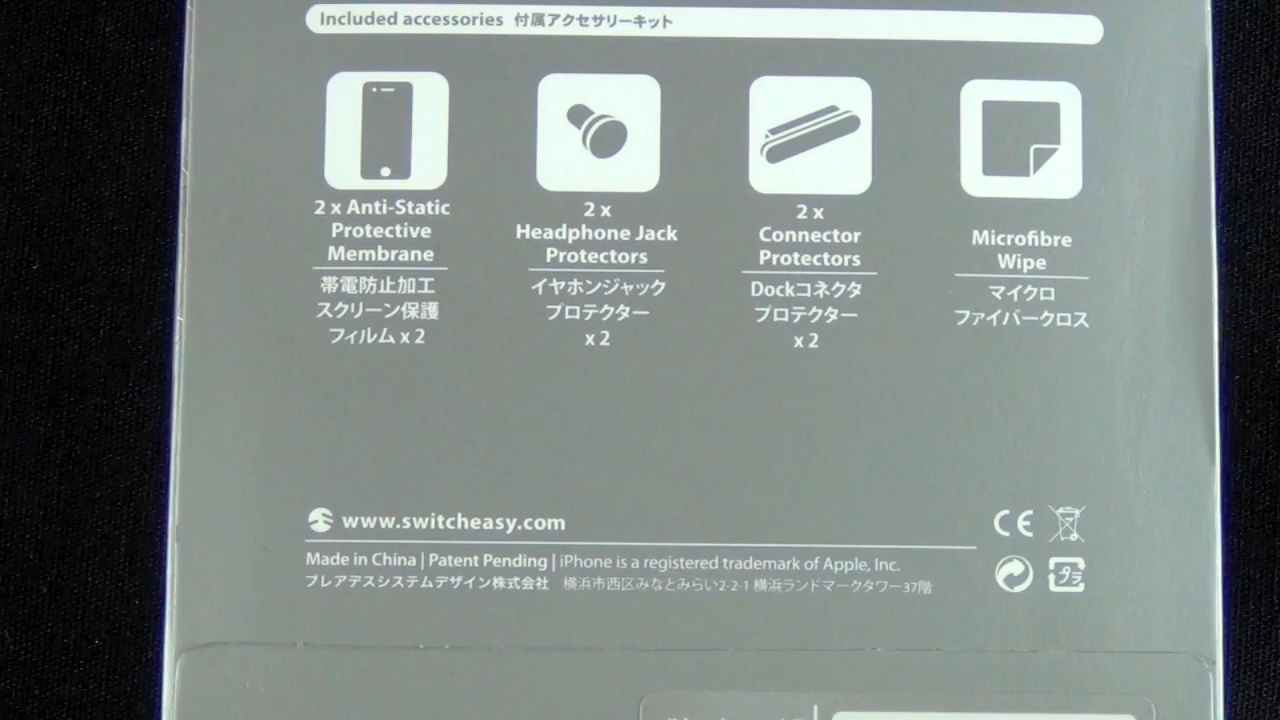 Included accessories 付属アクセサリーキット
2 x Anti-Static
Protective
Membrane
帯電防止加工
スクリーン保護
フィルム x 2
2 x
Headphone Jack
Protectors
イヤホンジャック
プロテクター
x 2
2 x
Connector
Protectors
Dockコネクタ
プロテクター
x 2
Microfibre
Wipe
マイクロ
ファイバークロス
www.switcheasy.com
CE
Made in China | Patent Pending | iPhone is a registered trademark of Apple, Inc.
プレアデスシステムデザイン株式会社 横浜市西区みなとみらい2-2-1 横浜ランドマークタワー37階
プラ